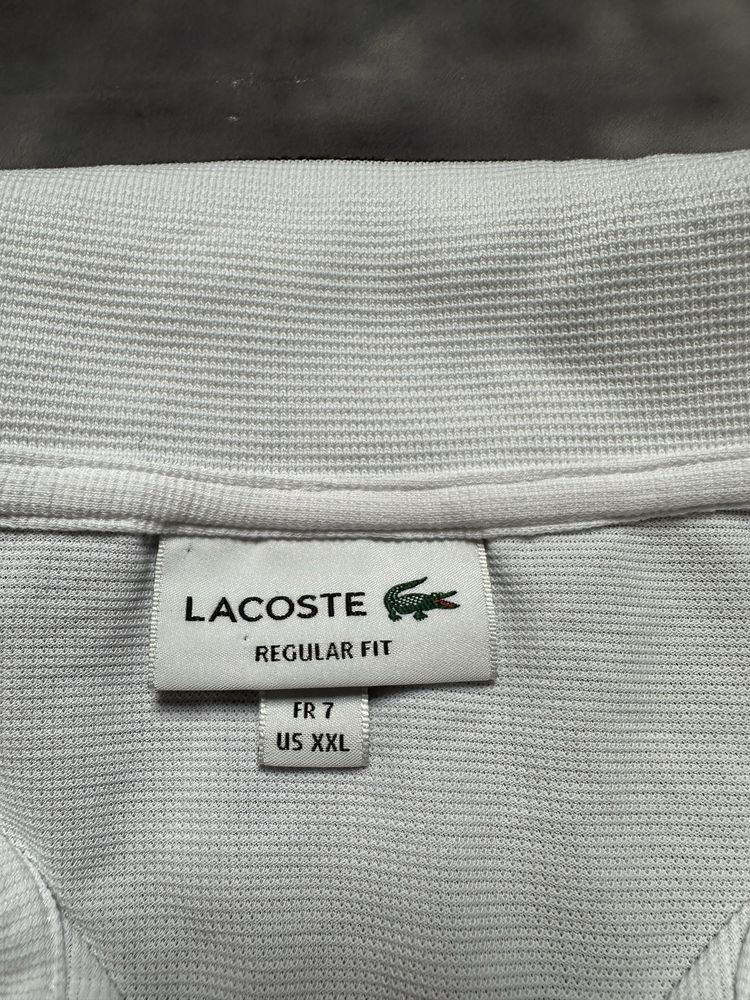 LACOSTE
REGULAR FIT
FR 7
US XXL